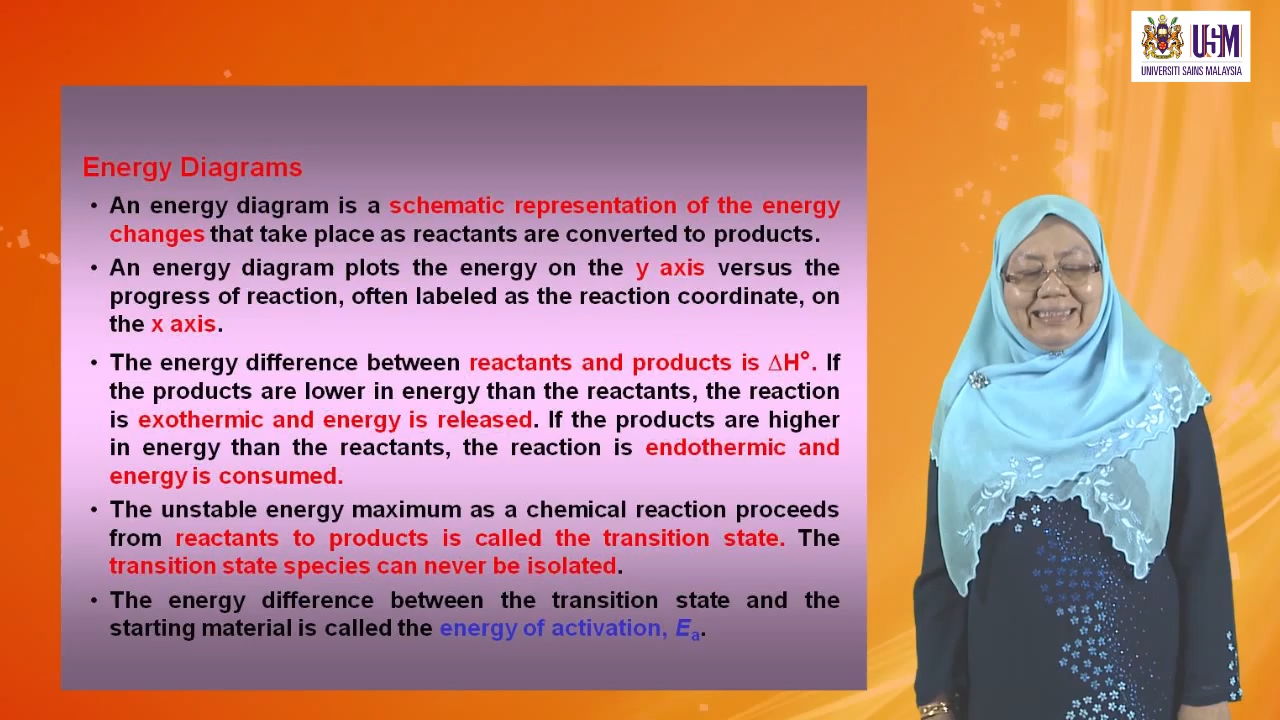 USM
UNIVERSITI SAINS MALAYSIA
Energy Diagrams
• An energy diagram is a schematic representation of the energy
changes that take place as reactants are converted to products.
• An energy diagram plots the energy on the y axis versus the
progress of reaction, often labeled as the reaction coordinate, on
the x axis.
• The energy difference between reactants and products is ΔH°. If
the products are lower in energy than the reactants, the reaction
is exothermic and energy is released. If the products are higher
in energy than the reactants, the reaction is endothermic and
energy is consumed.
• The unstable energy maximum as a chemical reaction proceeds
from reactants to products is called the transition state. The
transition state species can never be isolated.
• The energy difference between the transition state and the
starting material is called the energy of activation, Ea.